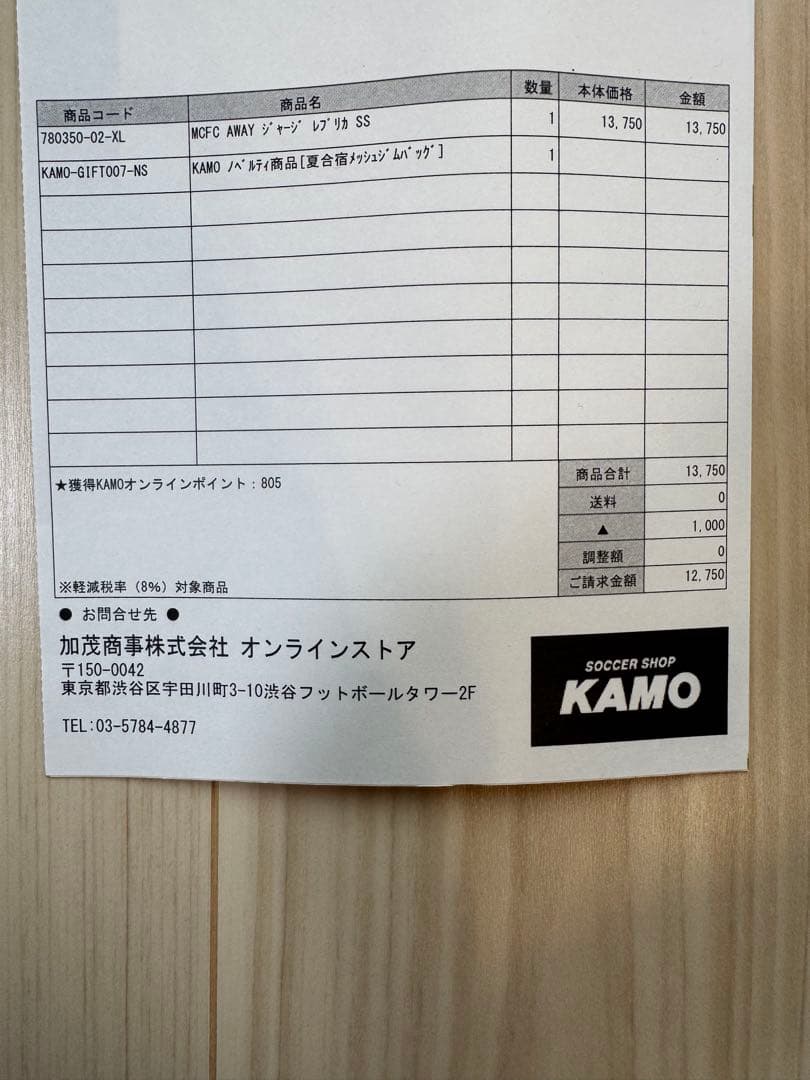 商品コード 商品名 数量 本体価格 金額
780350-02-XL MCFC AWAY ｼﾞｬｰｼﾞ ﾚﾌﾟﾘｶ SS 1 13,750 13,750
KAMO-GIFT007-NS KAMO ﾉﾍﾞﾙﾃｨ商品[夏合宿ﾒｯｼｭｼﾞﾑﾊﾞｯｸﾞ] 1
商品合計 13,750
★獲得KAMOオンラインポイント：805
送料 0
▲ 1,000
調整額 0
※軽減税率（8%）対象商品
ご請求金額 12,750
● お問合せ先 ●
加茂商事株式会社 オンラインストア
〒150-0042
東京都渋谷区宇田川町3-10渋谷フットボールタワー2F
TEL:03-5784-4877
SOCCER SHOP
KAMO